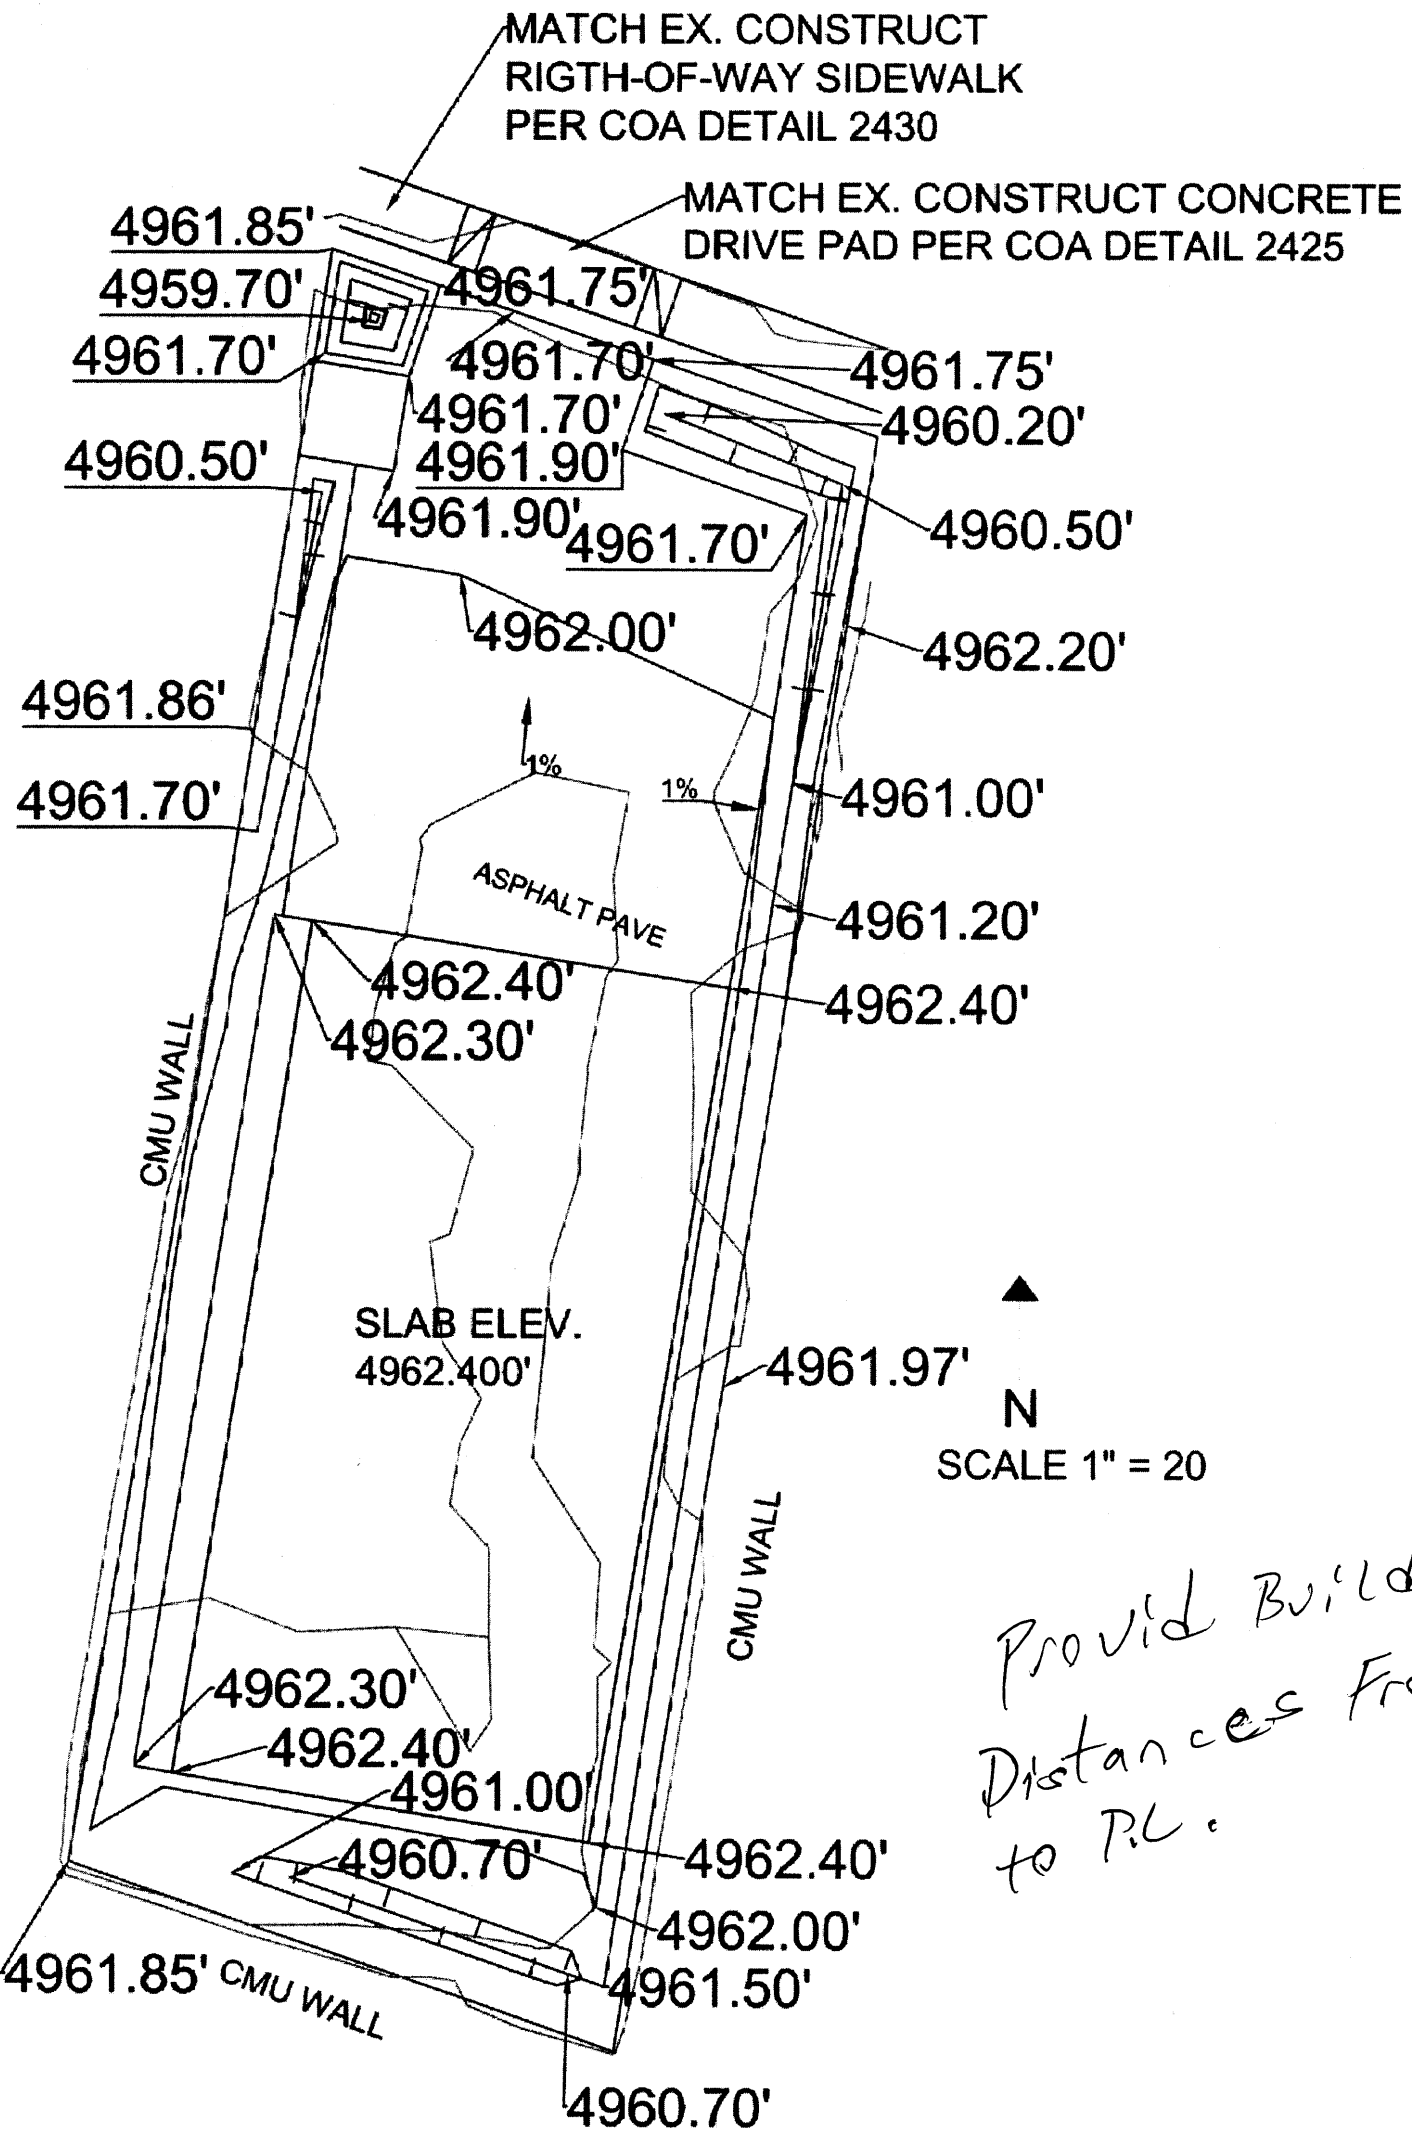 MATCH EX. CONSTRUCT
RIGTH-OF-WAY SIDEWALK
PER COA DETAIL 2430
MATCH EX. CONSTRUCT CONCRETE
DRIVE PAD PER COA DETAIL 2425
4961.85'
4959.70'
4961.75'
4961.70'
4961.70'
4961.75'
4961.70'
4960.20'
4960.50'
4961.90'
4961.90'
4961.70'
4960.50'
4962.00'
4962.20'
4961.86'
1%
1%
4961.70'
4961.00'
ASPHALT PAVE
4961.20'
4962.40'
4962.40'
4962.30'
CMU WALL
SLAB ELEV.
4962.400'
4961.97'
N
SCALE 1" = 20
CMU WALL
Provid Build
Distances Fro
to P.L.
4962.30'
4962.40'
4961.00'
4960.70'
4962.40'
4962.00'
4961.85'
CMU WALL
4961.50'
4960.70'